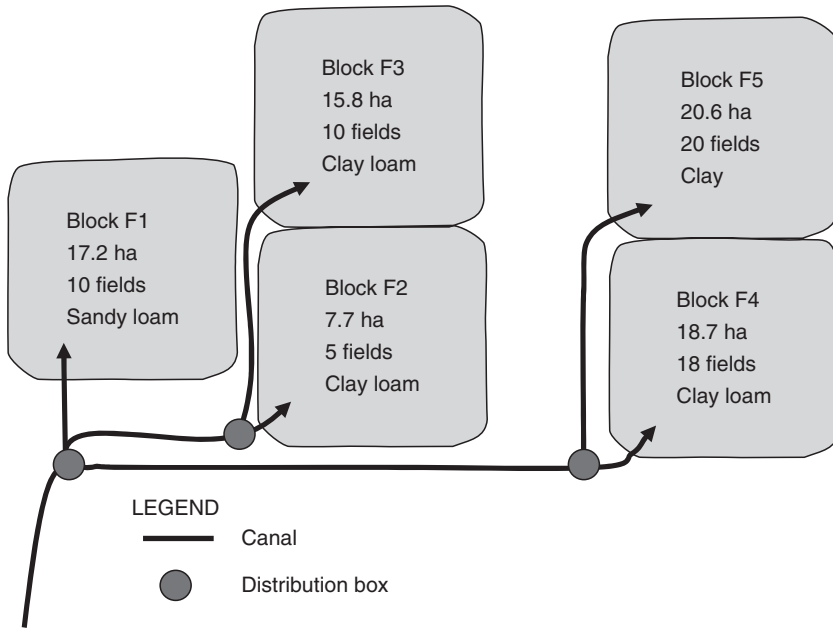 Block F3
15.8 ha
10 fields
Clay loam
Block F5
20.6 ha
20 fields
Clay
Block F1
17.2 ha
10 fields
Sandy loam
Block F2
7.7 ha
5 fields
Clay loam
Block F4
18.7 ha
18 fields
Clay loam
LEGEND
Canal
Distribution box